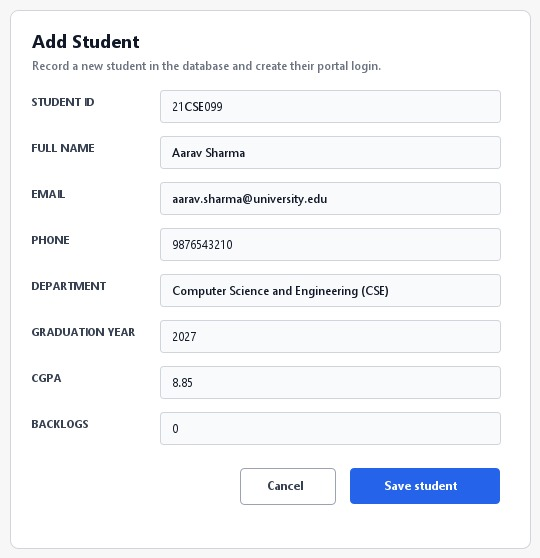 Add Student
Record a new student in the database and create their portal login.
STUDENT ID
21CSE099
FULL NAME
Aarav Sharma
EMAIL
aarav.sharma@university.edu
PHONE
9876543210
DEPARTMENT
Computer Science and Engineering (CSE)
GRADUATION YEAR
2027
CGPA
8.85
BACKLOGS
0
Cancel
Save student